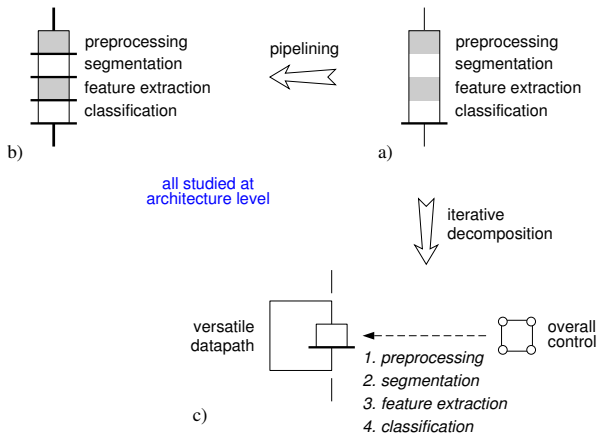 preprocessing
segmentation
feature extraction
classification
b)
pipelining
preprocessing
segmentation
feature extraction
classification
a)
all studied at
architecture level
iterative
decomposition
versatile
datapath
overall
control
1. preprocessing
2. segmentation
3. feature extraction
4. classification
c)